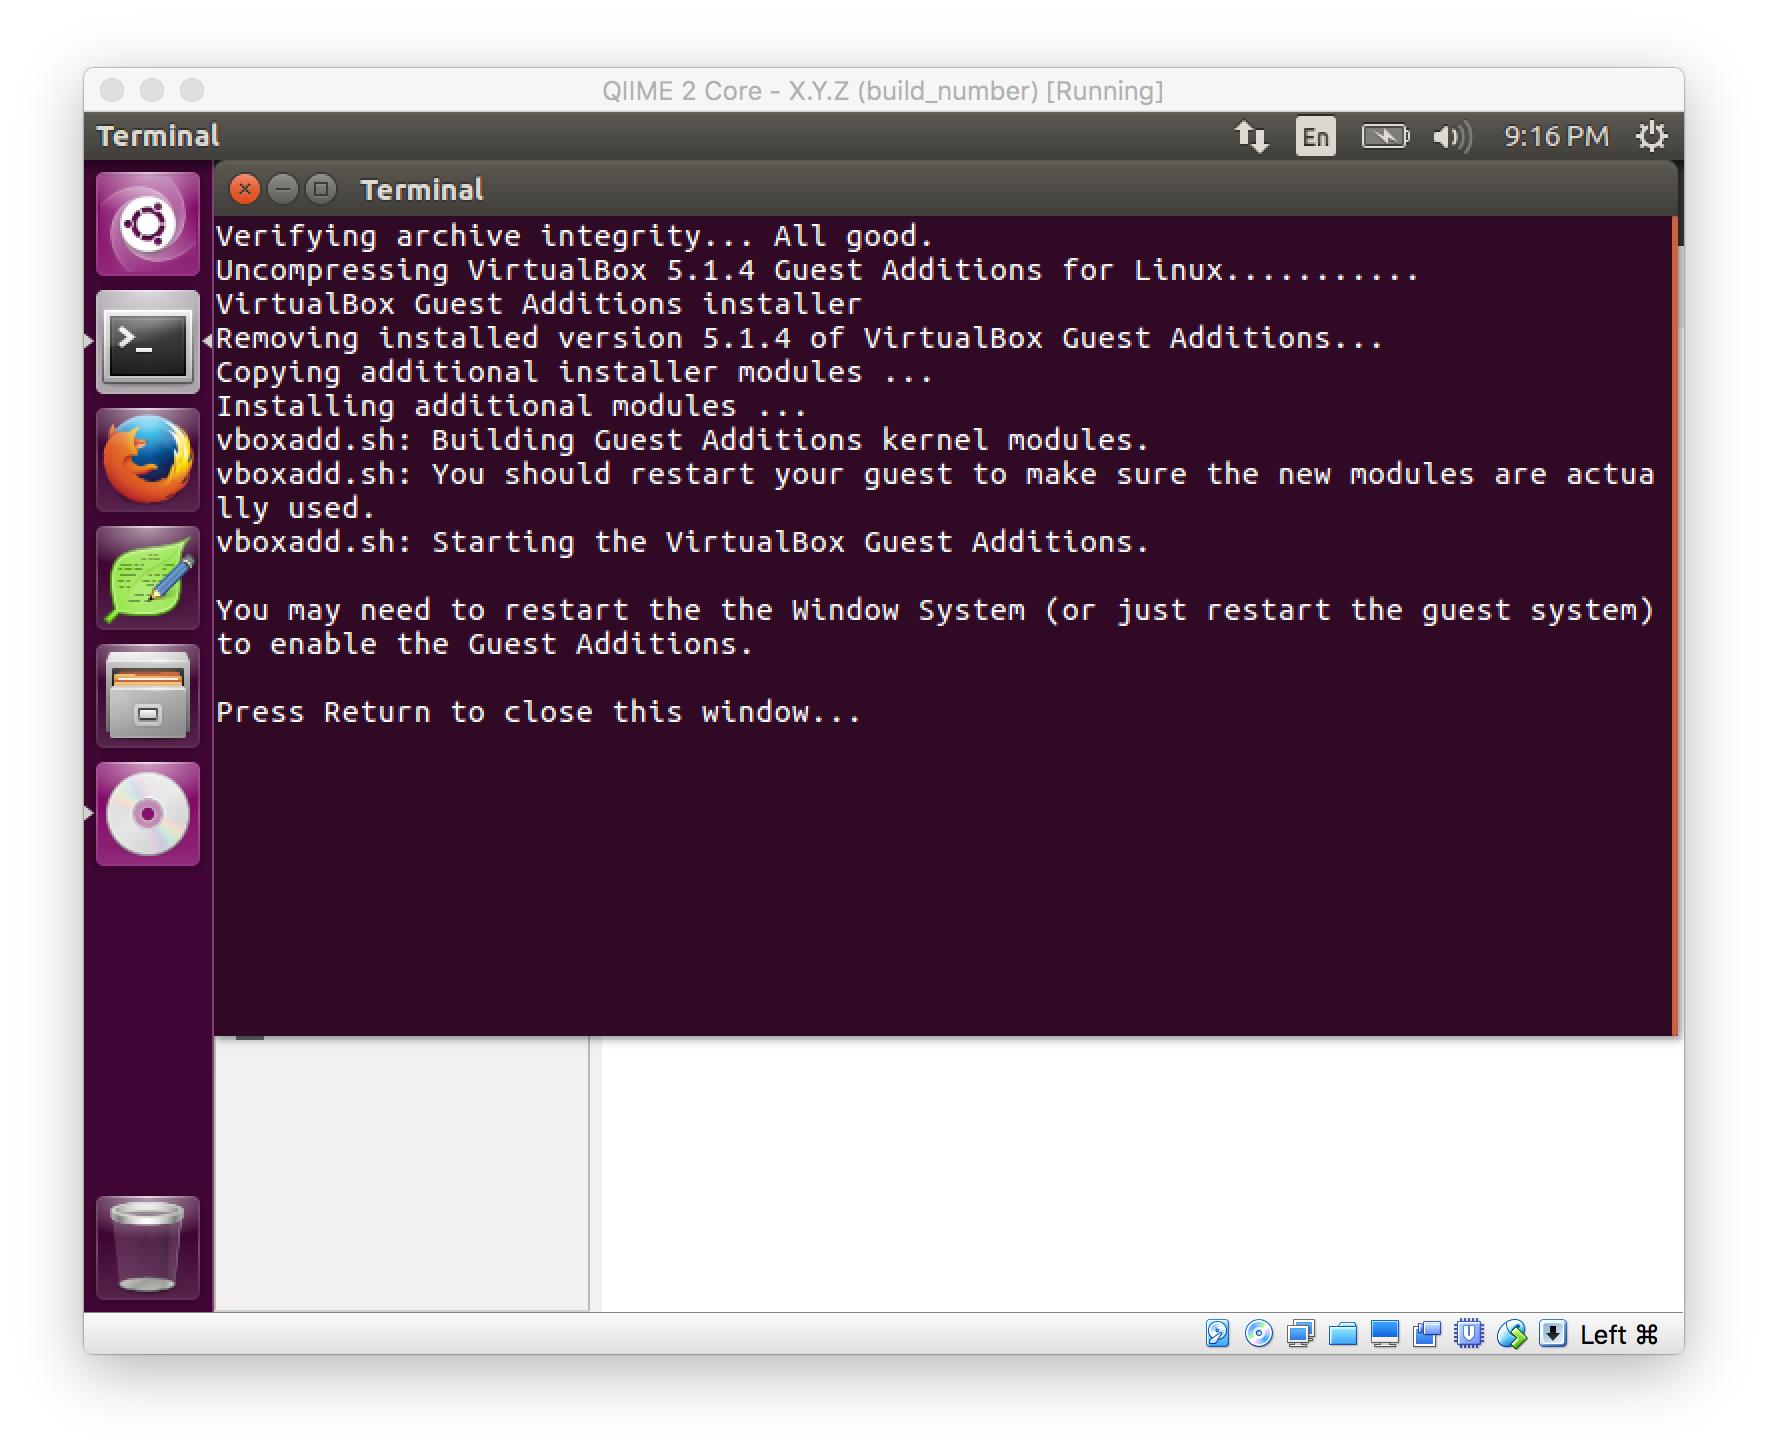 QIIME 2 Core - X.Y.Z (build_number) [Running]
Terminal
En
9:16 PM
Terminal
Verifying archive integrity... All good.
Uncompressing VirtualBox 5.1.4 Guest Additions for Linux...........
VirtualBox Guest Additions installer
Removing installed version 5.1.4 of VirtualBox Guest Additions...
Copying additional installer modules ...
Installing additional modules ...
vboxadd.sh: Building Guest Additions kernel modules.
vboxadd.sh: You should restart your guest to make sure the new modules are actua
lly used.
vboxadd.sh: Starting the VirtualBox Guest Additions.
You may need to restart the the Window System (or just restart the guest system)
to enable the Guest Additions.
Press Return to close this window...
Left ⌘